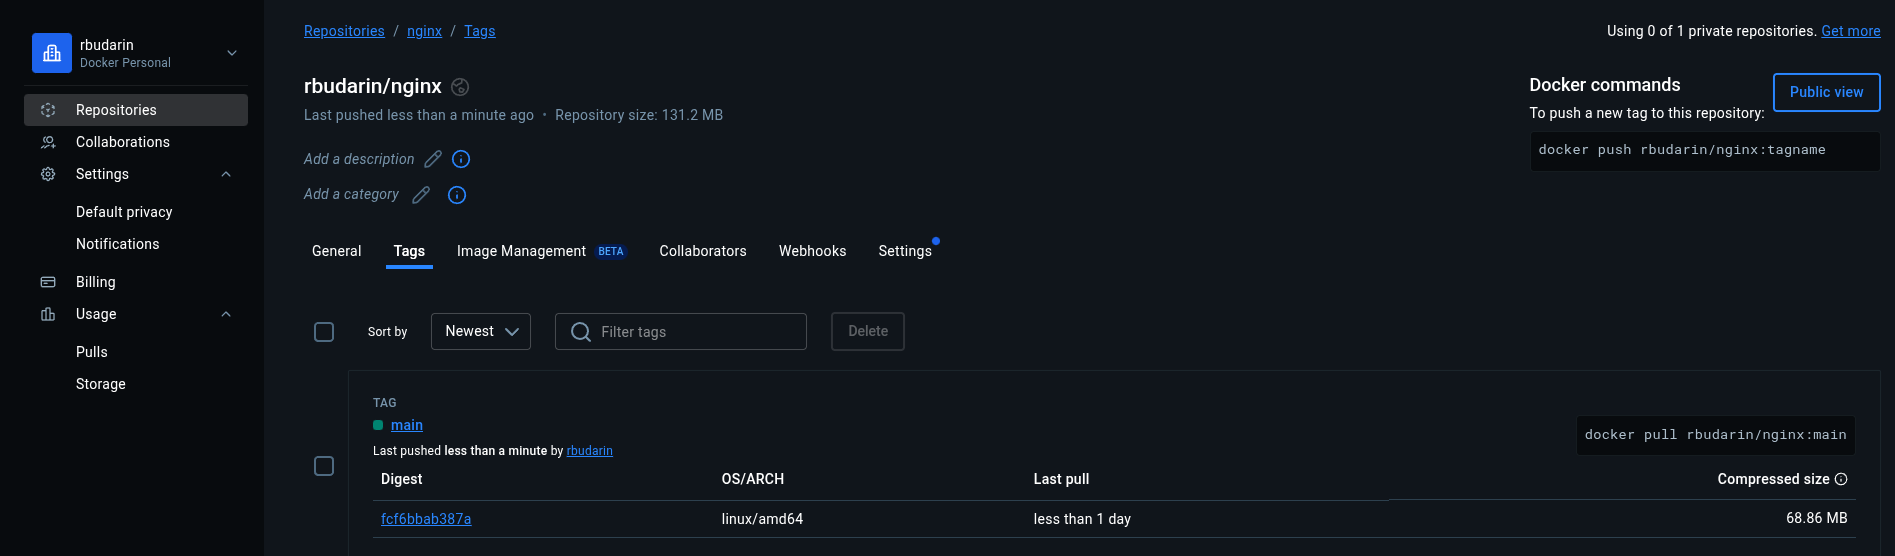 rbudarin
Docker Personal
Repositories
Collaborations
Settings
Default privacy
Notifications
Billing
Usage
Pulls
Storage
Repositories / nginx / Tags
Using 0 of 1 private repositories. Get more
rbudarin/nginx
Last pushed less than a minute ago • Repository size: 131.2 MB
Add a description
Add a category
Docker commands
Public view
To push a new tag to this repository:
docker push rbudarin/nginx:tagname
General Tags Image Management BETA Collaborators Webhooks Settings
Sort by Newest Filter tags Delete
TAG
main
docker pull rbudarin/nginx:main
Last pushed less than a minute by rbudarin
Digest OS/ARCH Last pull Compressed size
fcf6bbab387a linux/amd64 less than 1 day 68.86 MB